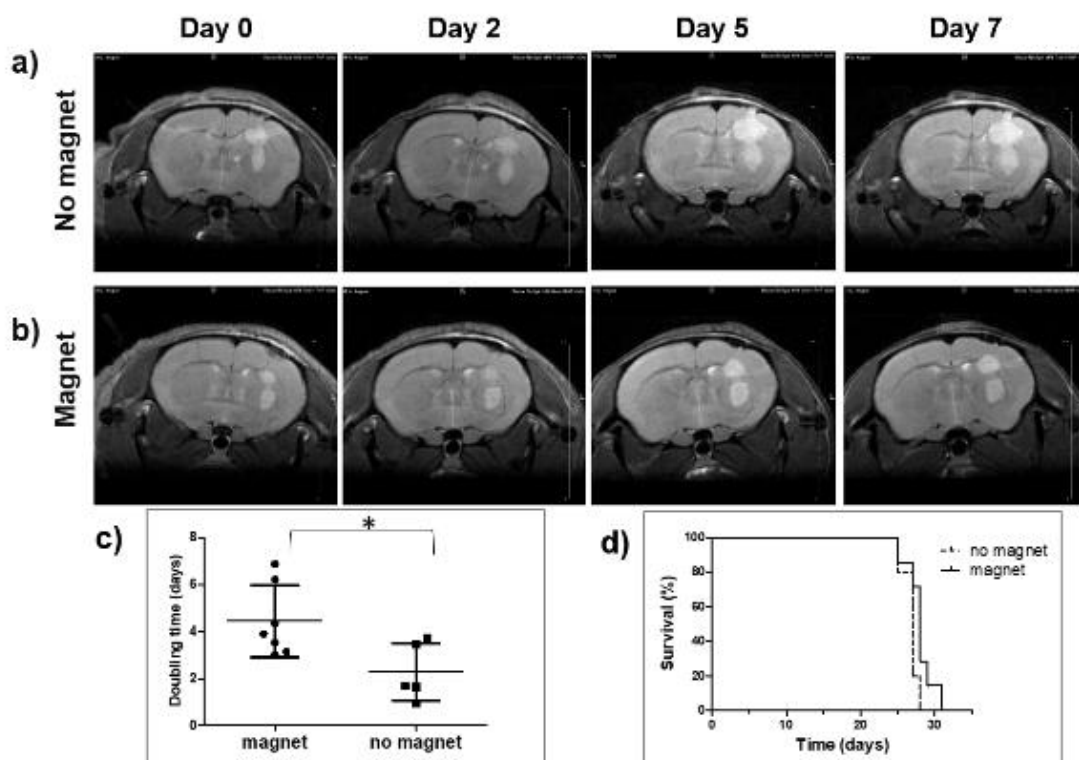 Day 0 Day 2 Day 5 Day 7
a)
No magnet
b)
Magnet
c)
*
8
6
4
2
0
Doubling time (days)
magnet no magnet
d)
no magnet
magnet
100
80
60
40
20
0
Survival (%)
0 10 20 30
Time (days)